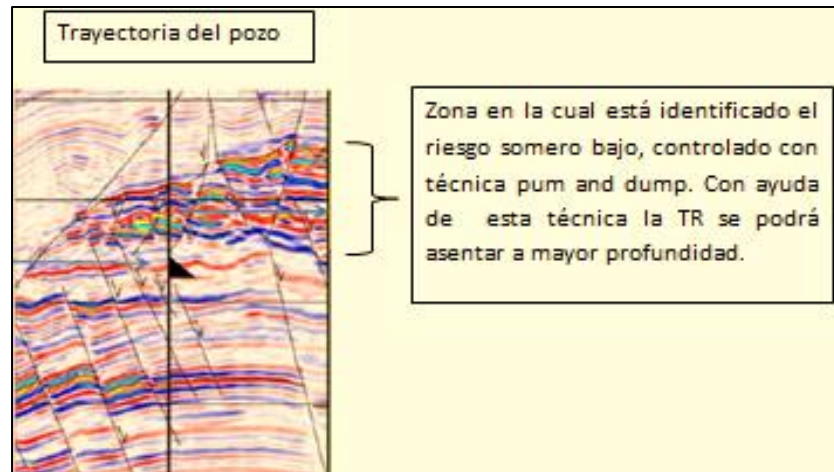 Trayectoria del pozo
Zona en la cual está identificado el
riesgo somero bajo, controlado con
técnica pum and dump. Con ayuda
de esta técnica la TR se podrá
asentar a mayor profundidad.